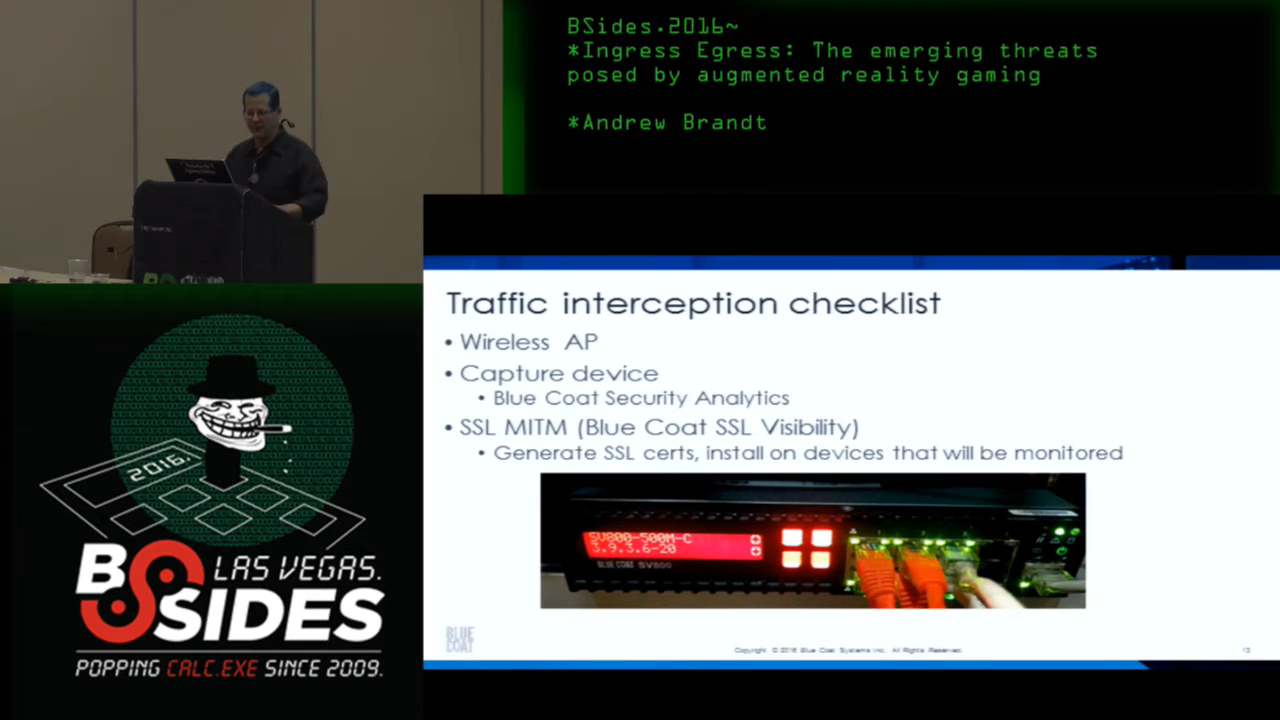 BSides.2016~
*Ingress Egress: The emerging threats
posed by augmented reality gaming
*Andrew Brandt
Traffic interception checklist
• Wireless AP
• Capture device
• Blue Coat Security Analytics
• SSL MITM (Blue Coat SSL Visibility)
• Generate SSL certs, install on devices that will be monitored
SV800-500M-C
3.9.3.6-20
BLUE COAT SV800
BLUE
COAT
Copyright © 2016 Blue Coat Systems Inc. All Rights Reserved.
13
2016.
BSIDES
LAS VEGAS.
POPPING CALC.EXE SINCE 2009.